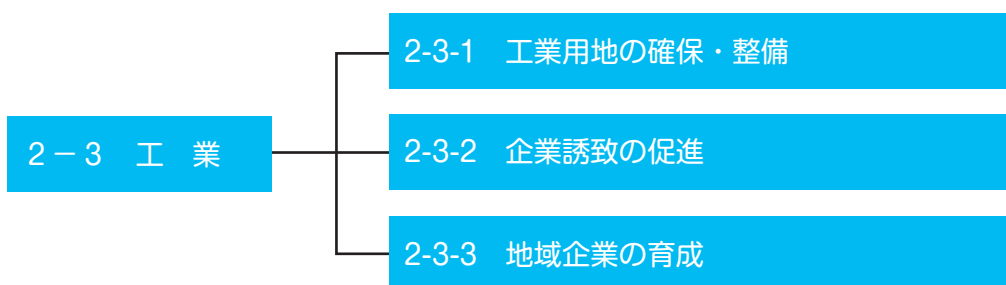 2－3　工　業
2-3-1　工業用地の確保・整備
2-3-2　企業誘致の促進
2-3-3　地域企業の育成